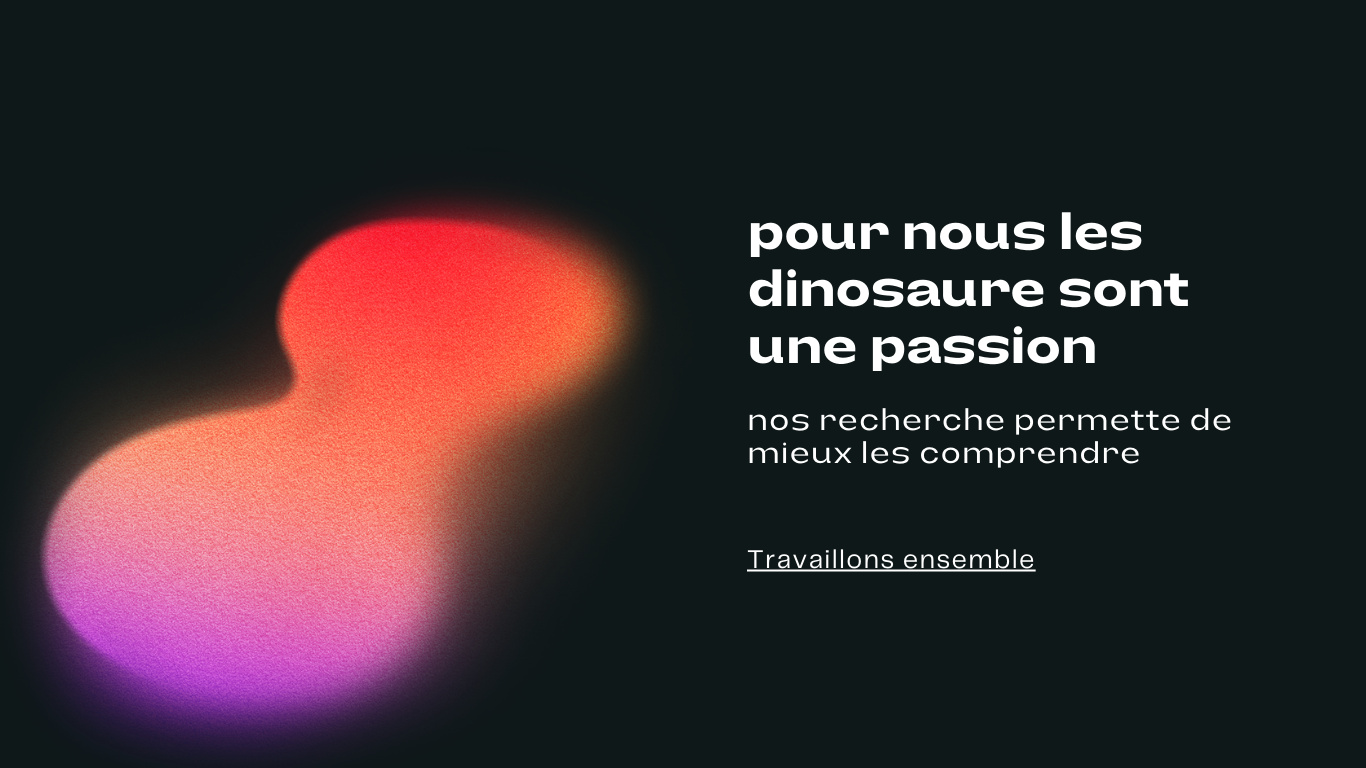 pour nous les
dinosaure sont
une passion
nos recherche permette de
mieux les comprendre
Travaillons ensemble